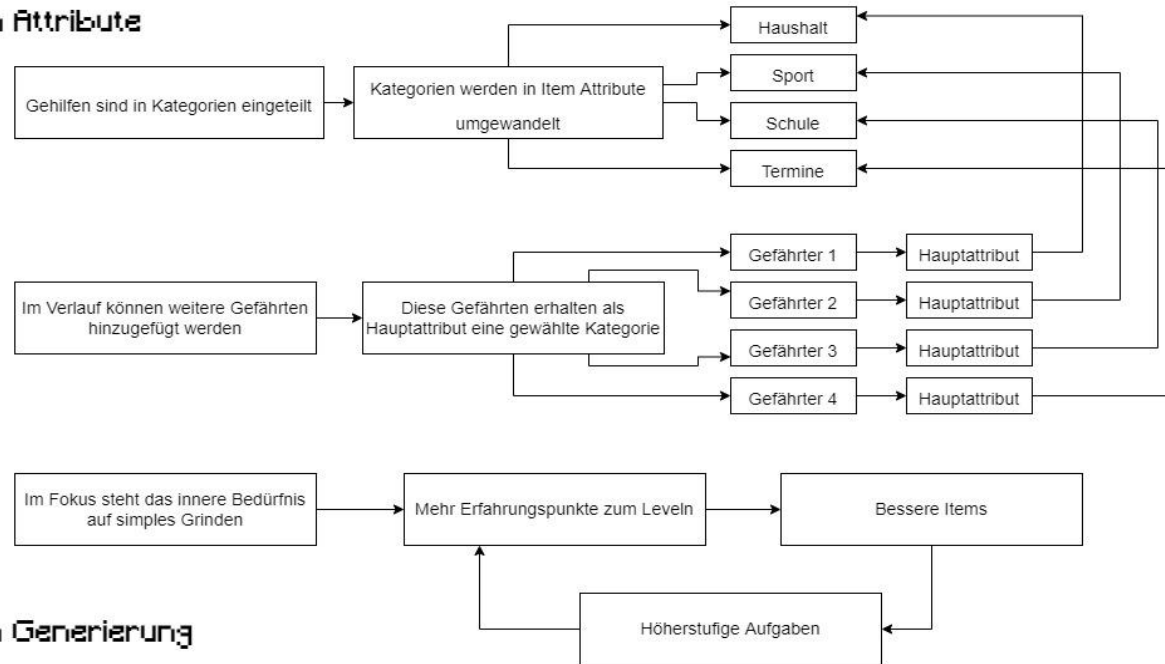 Attribute
Haushalt
Gehilfen sind in Kategorien eingeteilt
Kategorien werden in Item Attribute
umgewandelt
Sport
Schule
Termine
Im Verlauf können weitere Gefährten
hinzugefügt werden
Diese Gefährten erhalten als
Hauptattribut eine gewählte Kategorie
Gefährter 1
Hauptattribut
Gefährter 2
Hauptattribut
Gefährter 3
Hauptattribut
Gefährter 4
Hauptattribut
Im Fokus steht das innere Bedürfnis
auf simples Grinden
Mehr Erfahrungspunkte zum Leveln
Bessere Items
Höherstufige Aufgaben
Generierung